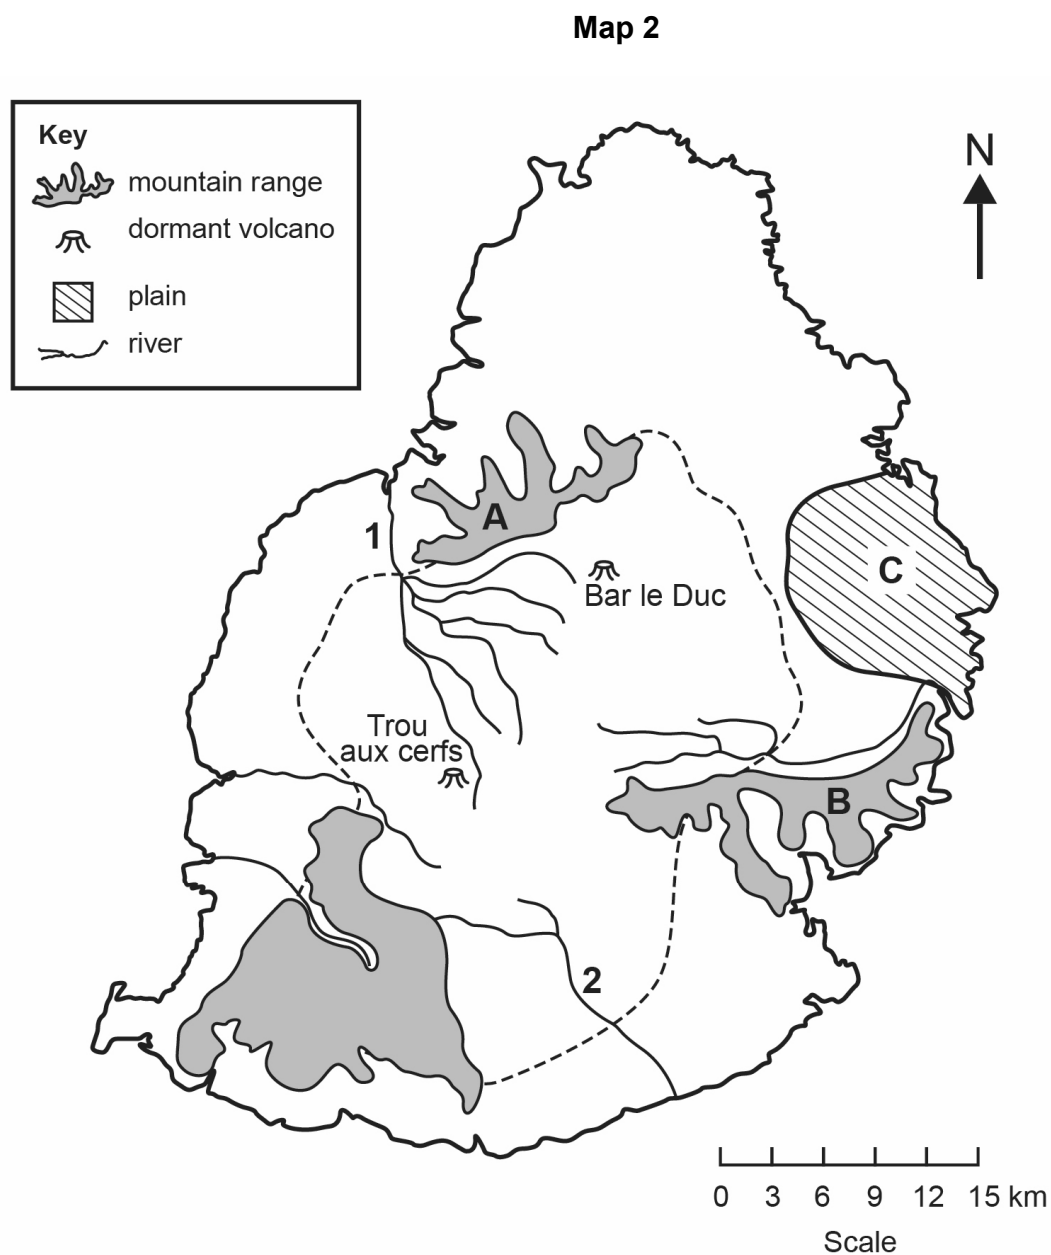 Map 2
Key
mountain range
dormant volcano
plain
river
N
A
1
C
Bar le Duc
Trou
aux cerfs
B
2
0 3 6 9 12 15 km
Scale